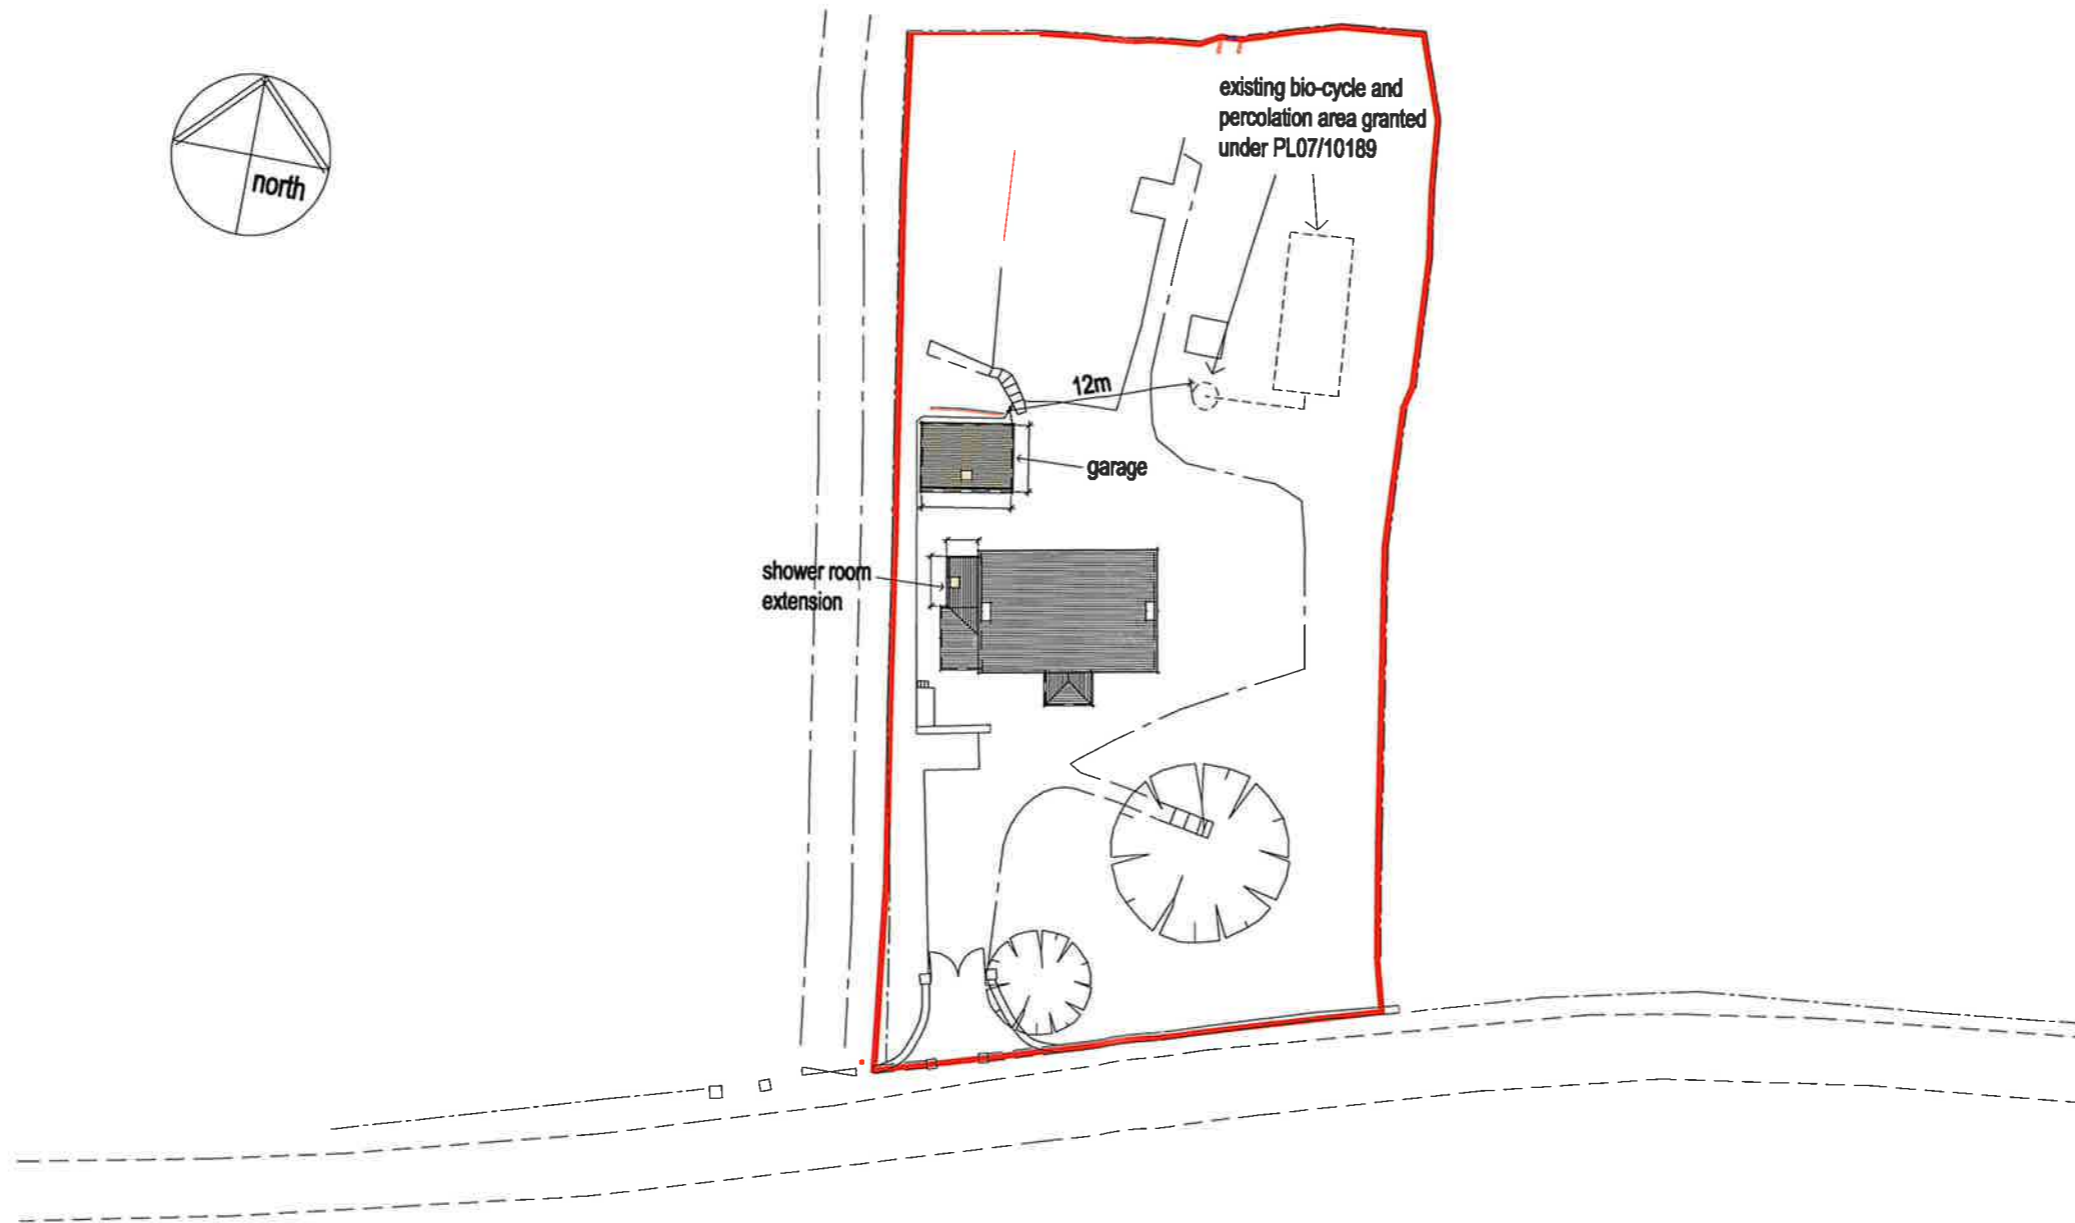 existing bio-cycle and
percolation area granted
under PL07/10189
north
12m
garage
shower room
extension